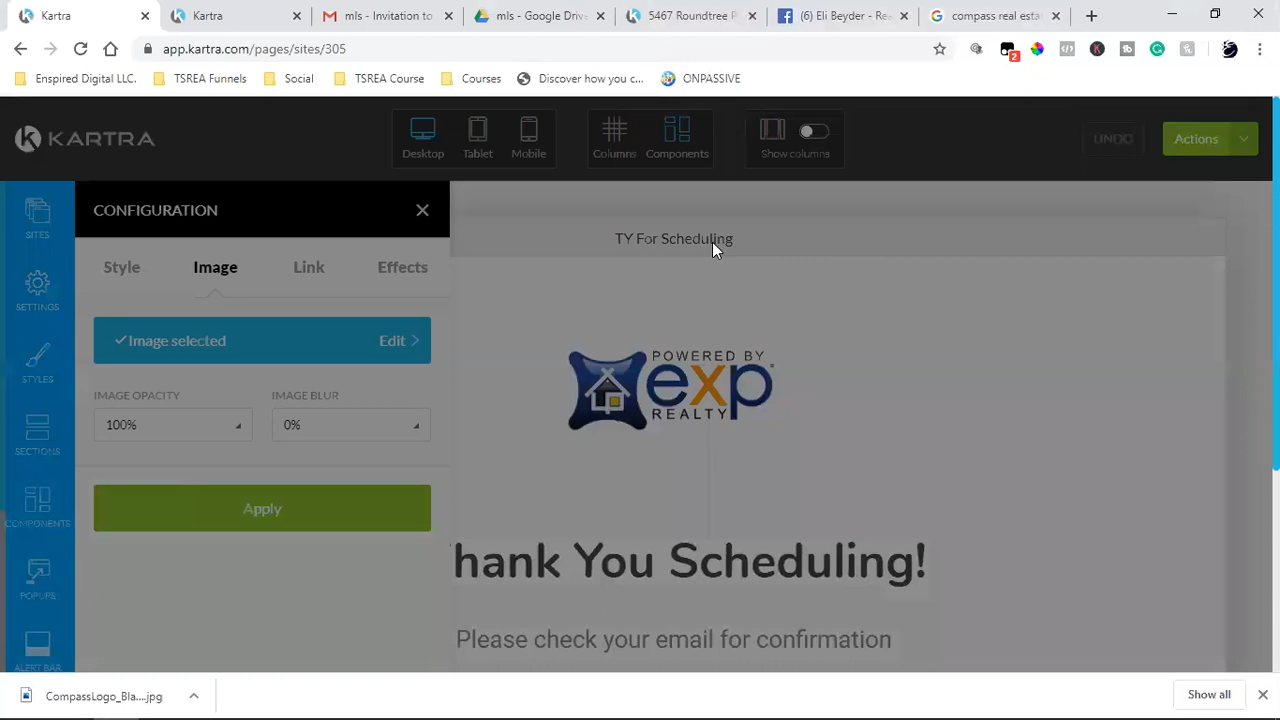 Kartra
Kartra
mls - Invitation to
mls - Google Driv
5467 Roundtree P
(6) Eli Beyder - Re
compass real esta
app.kartra.com/pages/sites/305
2
Enspired Digital LLC.
TSREA Funnels
Social
TSREA Course
Courses
Discover how you c...
ONPASSIVE
KARTRA
Desktop
Tablet
Mobile
Columns
Components
Show columns
UNDO
Actions
SITES
SETTINGS
STYLES
SECTIONS
COMPONENTS
POPUPS
ALERT BAR
CONFIGURATION
Style
Image
Link
Effects
Image selected
Edit
IMAGE OPACITY
IMAGE BLUR
100%
0%
Apply
TY For Scheduling
POWERED BY
exp
REALTY
hank You Scheduling!
Please check your email for confirmation
CompassLogo_Bla....jpg
Show all